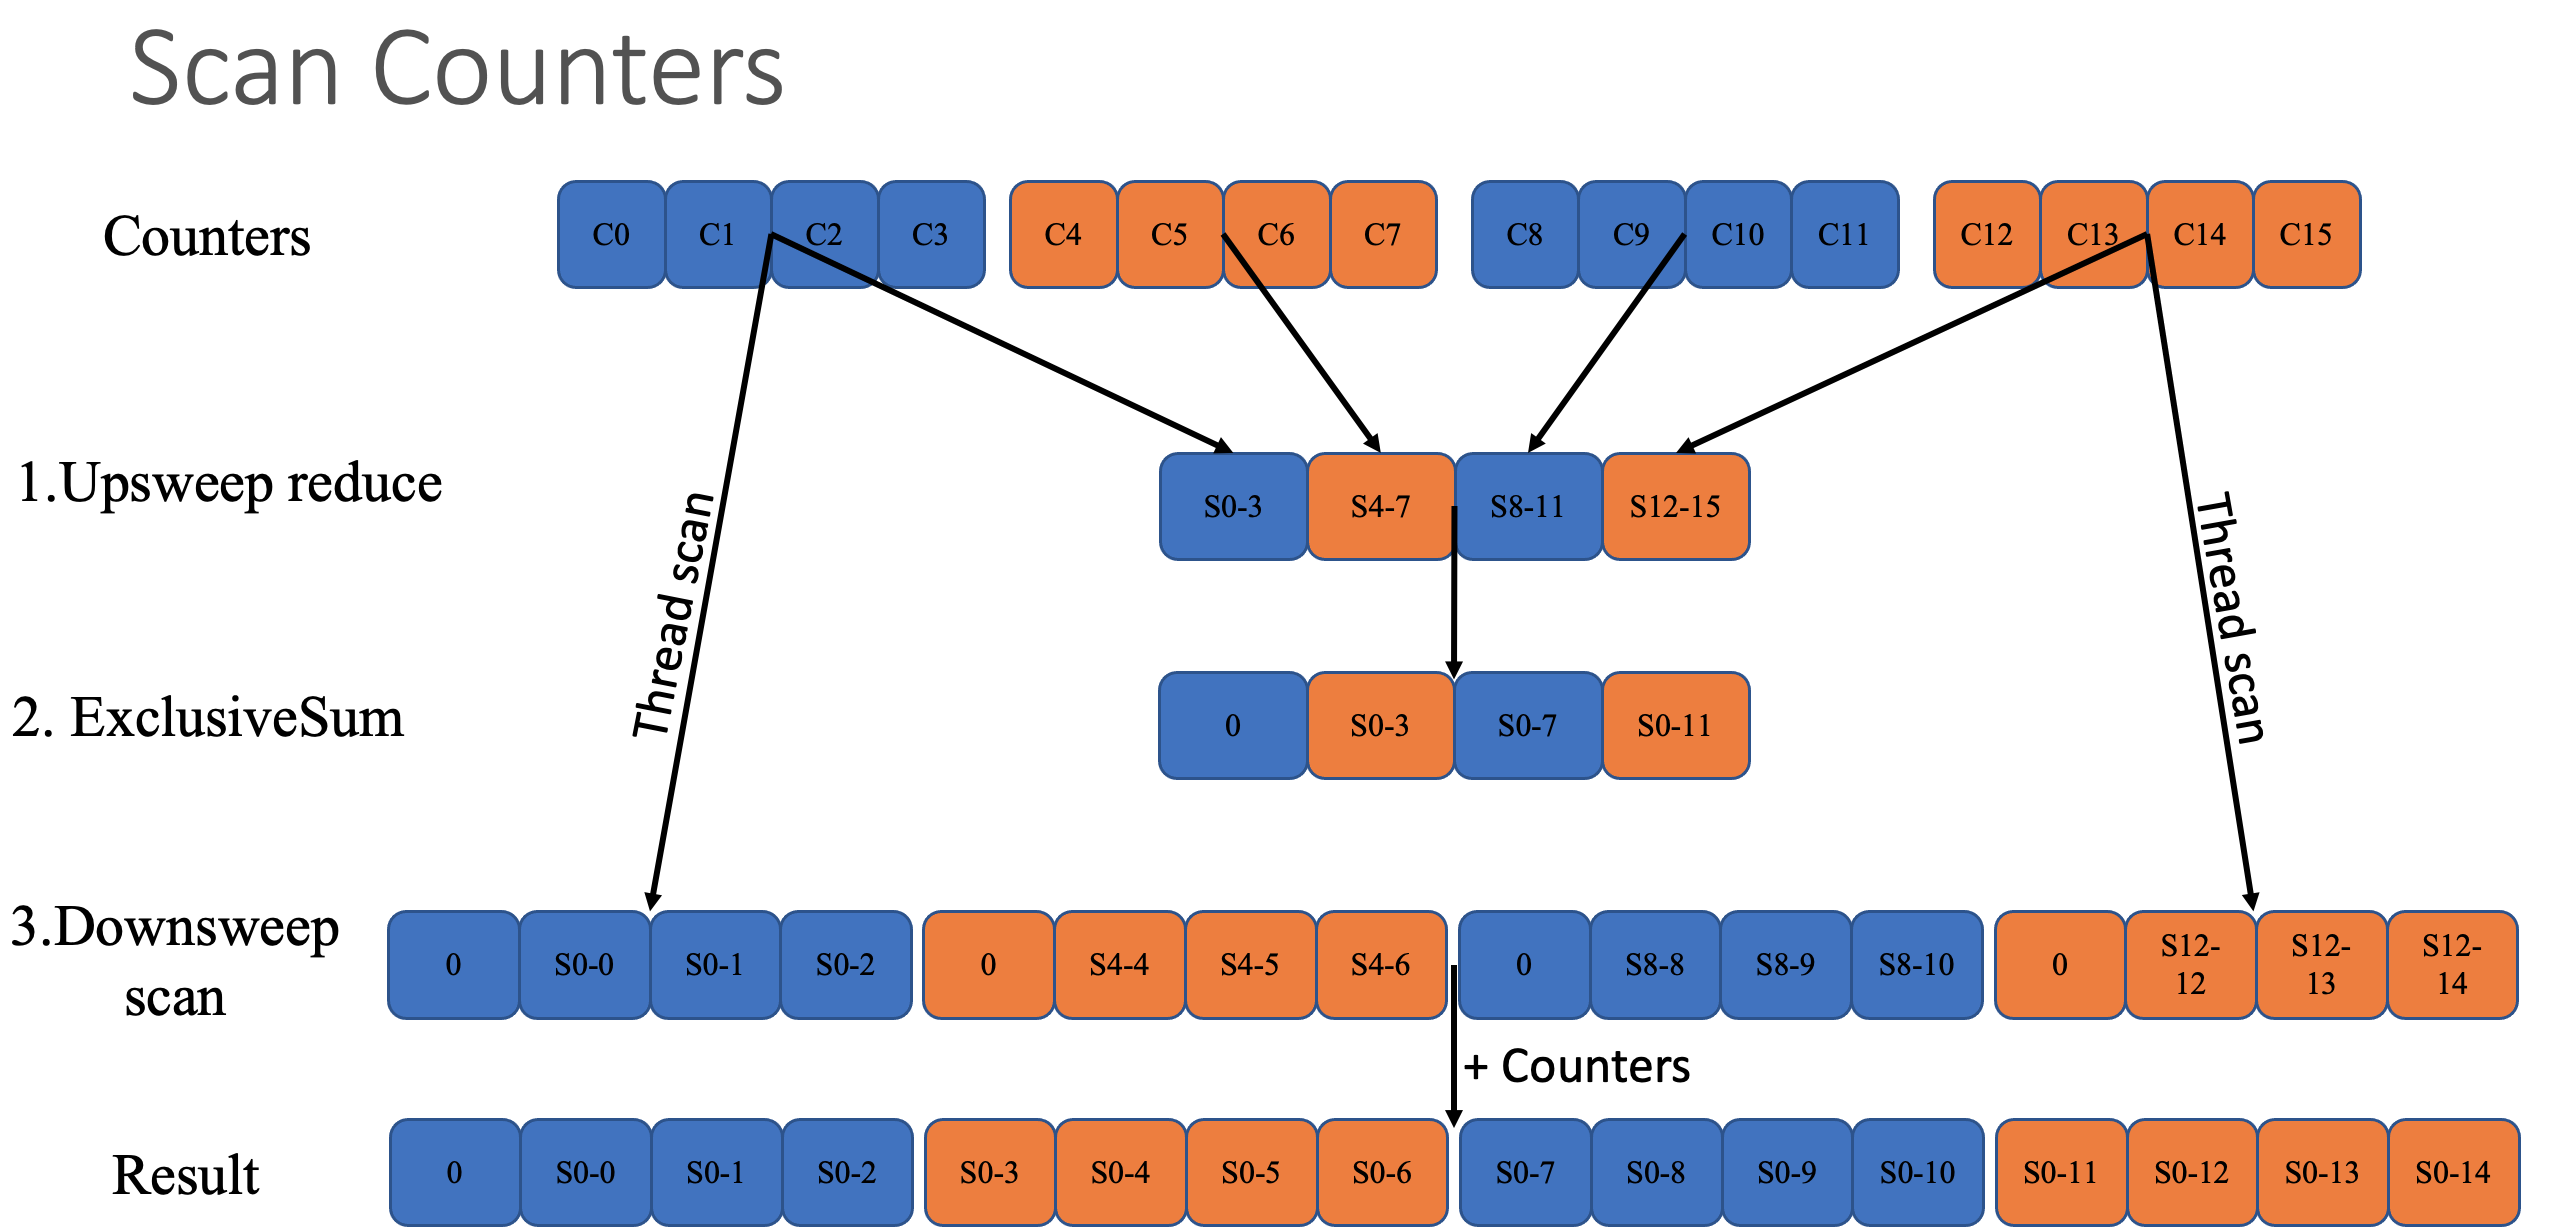 Scan Counters
Counters
C0 C1 C2 C3 C4 C5 C6 C7 C8 C9 C10 C11 C12 C13 C14 C15
1.Upsweep reduce
S0-3 S4-7 S8-11 S12-15
Thread scan
Thread scan
2. ExclusiveSum
0 S0-3 S0-7 S0-11
3.Downsweep
scan
0 S0-0 S0-1 S0-2 0 S4-4 S4-5 S4-6 0 S8-8 S8-9 S8-10 0
S12-
12
S12-
13
S12-
14
+ Counters
Result
0 S0-0 S0-1 S0-2 S0-3 S0-4 S0-5 S0-6 S0-7 S0-8 S0-9 S0-10 S0-11 S0-12 S0-13 S0-14